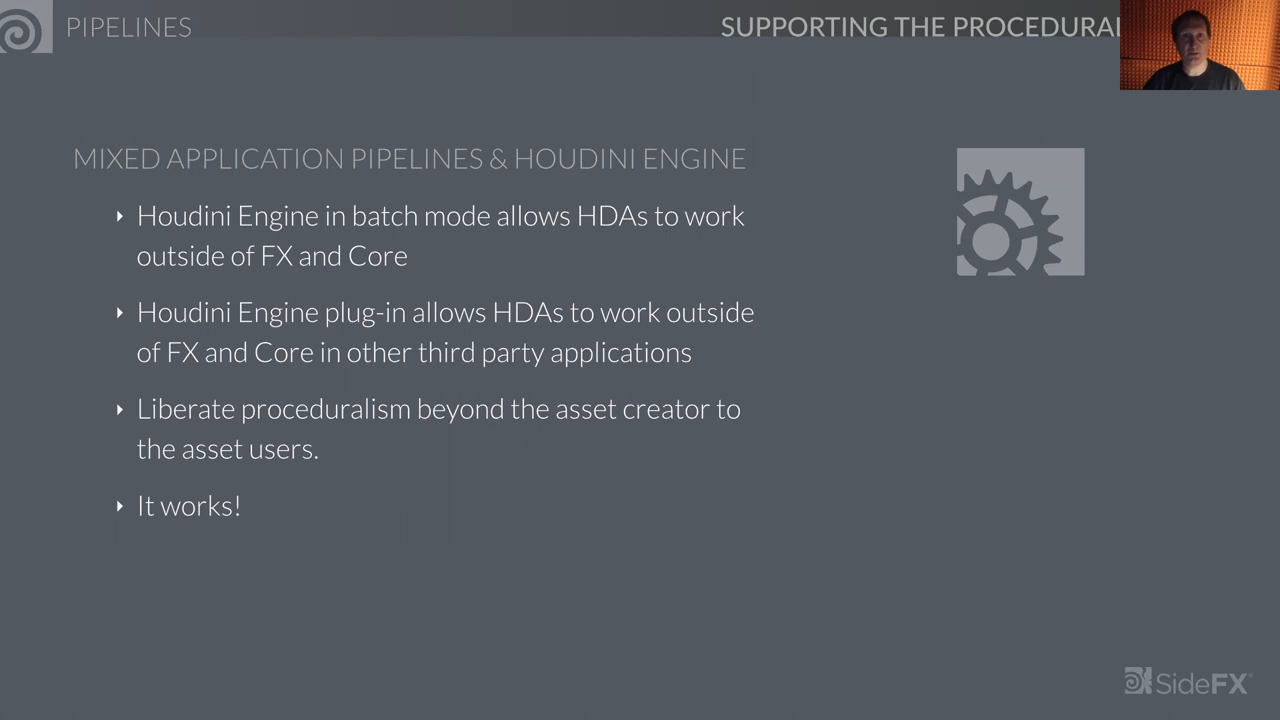 PIPELINES
SUPPORTING THE PROCEDURAL
MIXED APPLICATION PIPELINES & HOUDINI ENGINE
Houdini Engine in batch mode allows HDAs to work
outside of FX and Core
Houdini Engine plug-in allows HDAs to work outside
of FX and Core in other third party applications
Liberate proceduralism beyond the asset creator to
the asset users.
It works!
SideFX